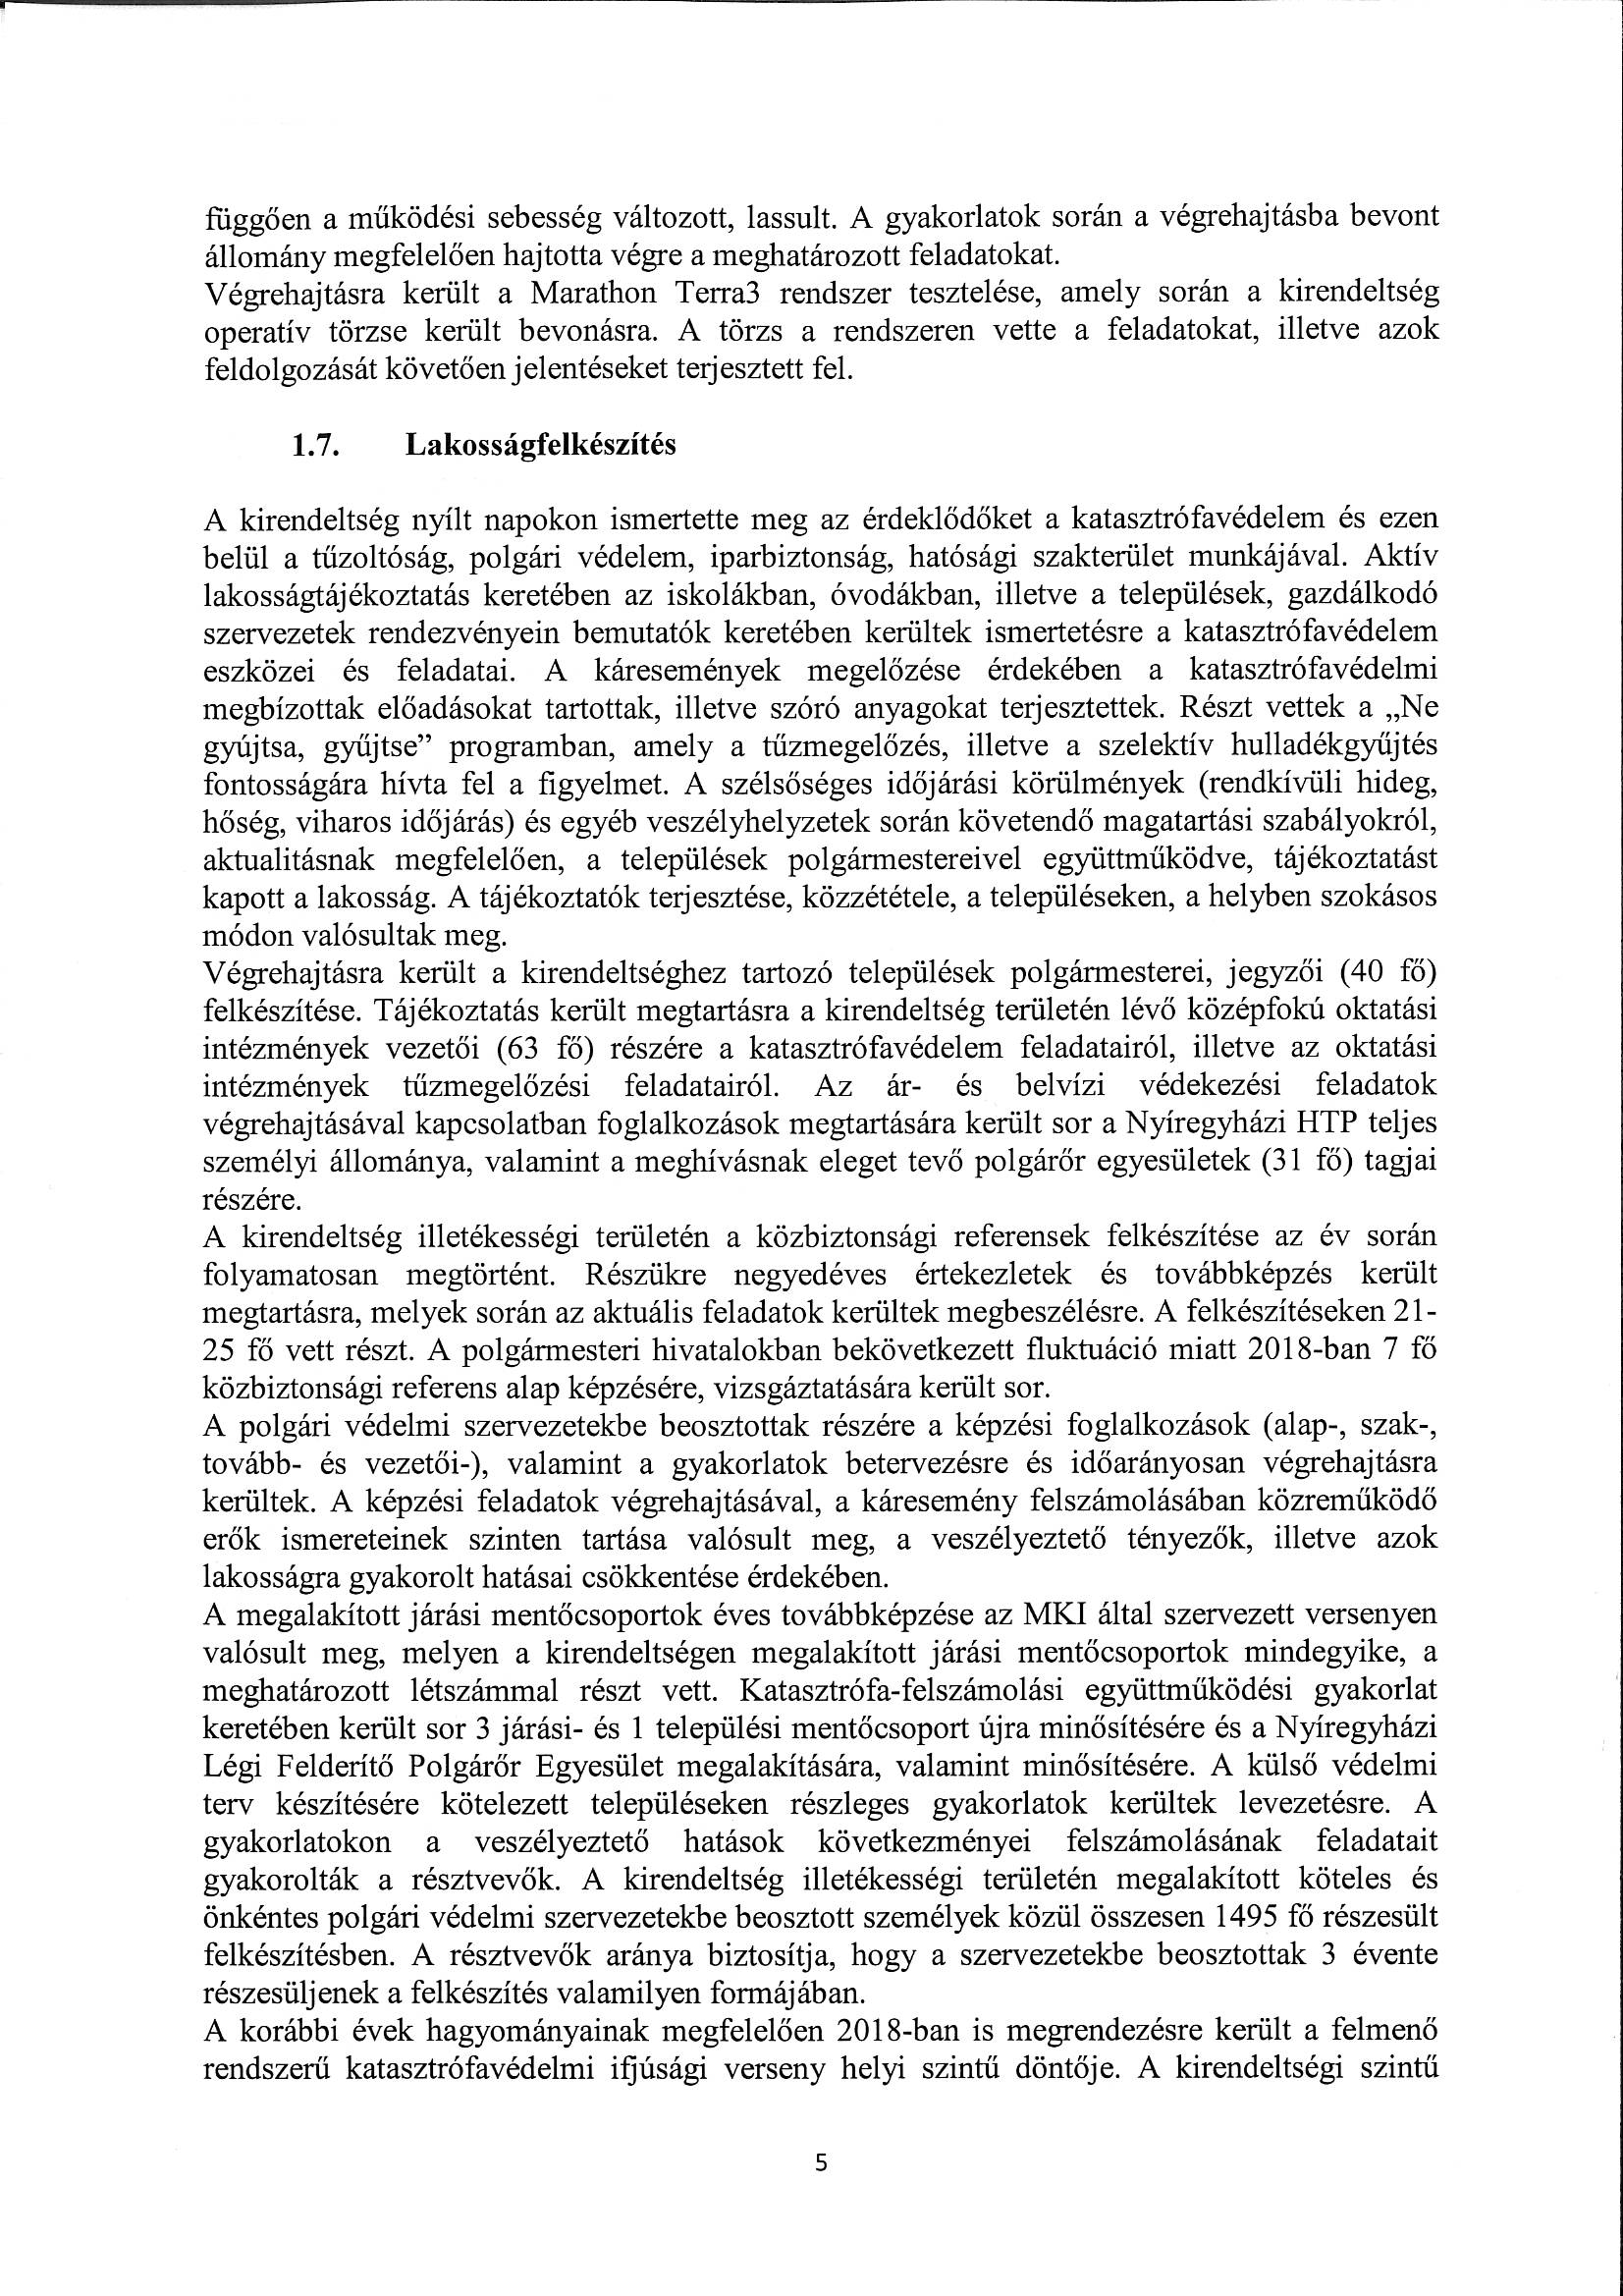 függően a működési sebesség változott, lassult. A gyakorlatok során a végrehajtásba bevont
állomány megfelelően hajtotta végre a meghatározott feladatokat.
Végrehajtásra került a Marathon Terra3 rendszer tesztelése, amely során a kirendeltség
operatív törzse került bevonásra. A törzs a rendszeren vette a feladatokat, illetve azok
feldolgozását követően jelentéseket terjesztett fel.
1.7. Lakosságfelkészítés
A kirendeltség nyílt napokon ismertette meg az érdeklődőket a katasztrófavédelem és ezen
belül a tűzoltóság, polgári védelem, iparbiztonság, hatósági szakterület munkájával. Aktív
lakosságtájékoztatás keretében az iskolákban, óvodákban, illetve a települések, gazdálkodó
szervezetek rendezvényein bemutatók keretében kerültek ismertetésre a katasztrófavédelem
eszközei és feladatai. A káresemények megelőzése érdekében a katasztrófavédelmi
megbízottak előadásokat tartottak, illetve szóró anyagokat terjesztettek. Részt vettek a „Ne
gyújtsa, gyűjtse” programban, amely a tűzmegelőzés, illetve a szelektív hulladékgyűjtés
fontosságára hívta fel a figyelmet. A szélsőséges időjárási körülmények (rendkívüli hideg,
hőség, viharos időjárás) és egyéb veszélyhelyzetek során követendő magatartási szabályokról,
aktualitásnak megfelelően, a települések polgármestereivel együttműködve, tájékoztatást
kapott a lakosság. A tájékoztatók terjesztése, közzététele, a településeken, a helyben szokásos
módon valósultak meg.
Végrehajtásra került a kirendeltséghez tartozó települések polgármesterei, jegyzői (40 fő)
felkészítése. Tájékoztatás került megtartásra a kirendeltség területén lévő középfokú oktatási
intézmények vezetői (63 fő) részére a katasztrófavédelem feladatairól, illetve az oktatási
intézmények tűzmegelőzési feladatairól. Az ár- és belvízi védekezési feladatok
végrehajtásával kapcsolatban foglalkozások megtartására került sor a Nyíregyházi HTP teljes
személyi állománya, valamint a meghívásnak eleget tevő polgárőr egyesületek (31 fő) tagjai
részére.
A kirendeltség illetékességi területén a közbiztonsági referensek felkészítése az év során
folyamatosan megtörtént. Részükre negyedéves értekezletek és továbbképzés került
megtartásra, melyek során az aktuális feladatok kerültek megbeszélésre. A felkészítéseken 21-
25 fő vett részt. A polgármesteri hivatalokban bekövetkezett fluktuáció miatt 2018-ban 7 fő
közbiztonsági referens alap képzésére, vizsgáztatására került sor.
A polgári védelmi szervezetekbe beosztottak részére a képzési foglalkozások (alap-, szak-,
tovább- és vezetői-), valamint a gyakorlatok betervezésre és időarányosan végrehajtásra
kerültek. A képzési feladatok végrehajtásával, a káresemény felszámolásában közreműködő
erők ismereteinek szinten tartása valósult meg, a veszélyeztető tényezők, illetve azok
lakosságra gyakorolt hatásai csökkentése érdekében.
A megalakított járási mentőcsoportok éves továbbképzése az MKI által szervezett versenyen
valósult meg, melyen a kirendeltségen megalakított járási mentőcsoportok mindegyike, a
meghatározott létszámmal részt vett. Katasztrófa-felszámolási együttműködési gyakorlat
keretében került sor 3 járási- és 1 települési mentőcsoport újra minősítésére és a Nyíregyházi
Légi Felderítő Polgárőr Egyesület megalakítására, valamint minősítésére. A külső védelmi
terv készítésére kötelezett településeken részleges gyakorlatok kerültek levezetésre. A
gyakorlatokon a veszélyeztető hatások következményei felszámolásának feladatait
gyakorolták a résztvevők. A kirendeltség illetékességi területén megalakított köteles és
önkéntes polgári védelmi szervezetekbe beosztott személyek közül összesen 1495 fő részesült
felkészítésben. A résztvevők aránya biztosítja, hogy a szervezetekbe beosztottak 3 évente
részesüljenek a felkészítés valamilyen formájában.
A korábbi évek hagyományainak megfelelően 2018-ban is megrendezésre került a felmenő
rendszerű katasztrófavédelmi ifjúsági verseny helyi szintű döntője. A kirendeltségi szintű
5